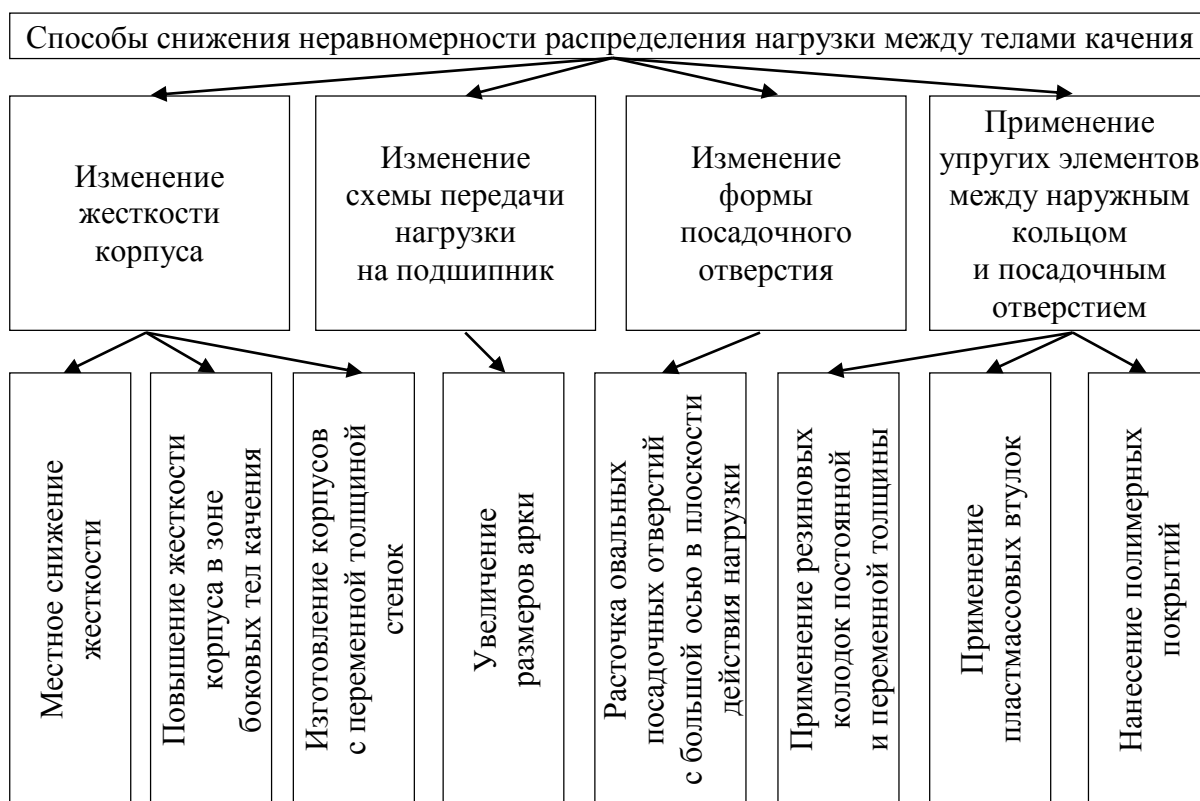 Способы снижения неравномерности распределения нагрузки между телами качения
Изменение
жесткости
корпуса
Изменение
схемы передачи
нагрузки
на подшипник
Изменение
формы
посадочного
отверстия
Применение
упругих элементов
между наружным
кольцом
и посадочным
отверстием
Местное снижение
жесткости
Повышение жесткости
корпуса в зоне
боковых тел качения
Изготовление корпусов
с переменной толщиной
стенок
Увеличение
размеров арки
Расточка овальных
посадочных отверстий
с большой осью в плоскости
действия нагрузки
Применение резиновых
колодок постоянной
и переменной толщины
Применение
пластмассовых втулок
Нанесение полимерных
покрытий